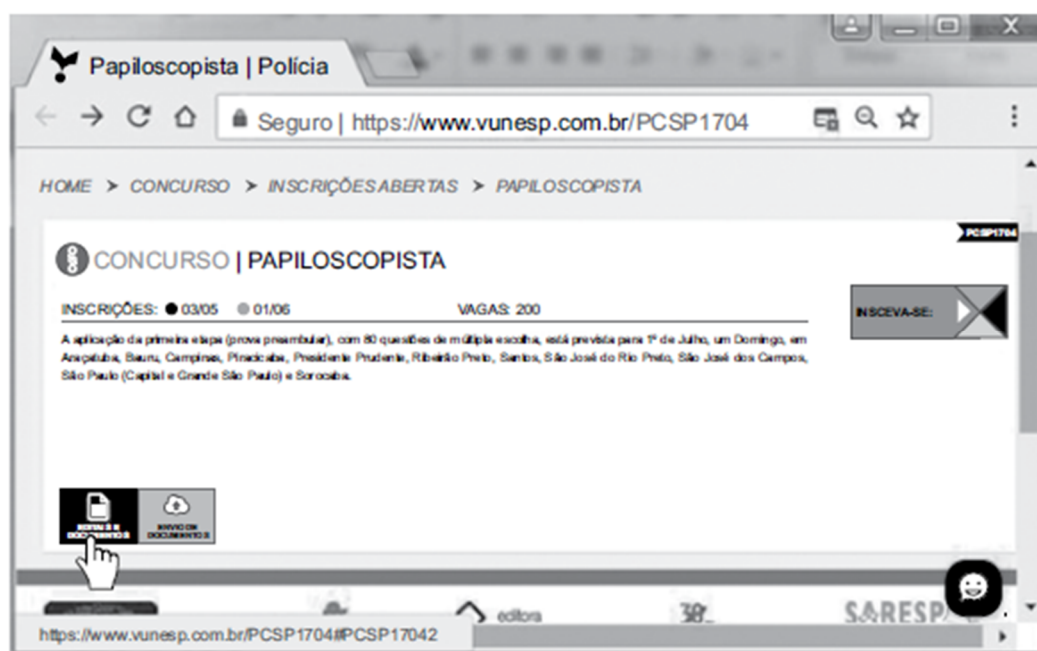 Papiloscopista | Polícia
Seguro | https://www.vunesp.com.br/PCSP1704
HOME > CONCURSO > INSCRIÇÕES ABERTAS > PAPILOSCOPISTA
PCSP1704
CONCURSO | PAPILOSCOPISTA
INSCRIÇÕES: 03/05 01/06 VAGAS: 200
INSCEVA-SE:
A aplicação da primeira etapa (prova preambular), com 80 questões de múltipla escolha, está prevista para 1º de Julho, um Domingo, em
Araçatuba, Bauru, Campinas, Piracicaba, Presidente Prudente, Ribeirão Preto, Santos, São José do Rio Preto, São José dos Campos,
São Paulo (Capital e Grande São Paulo) e Sorocaba.
ENVIO DE
DOCUMENTOS
editora
SARESP
https://www.vunesp.com.br/PCSP1704#PCSP17042